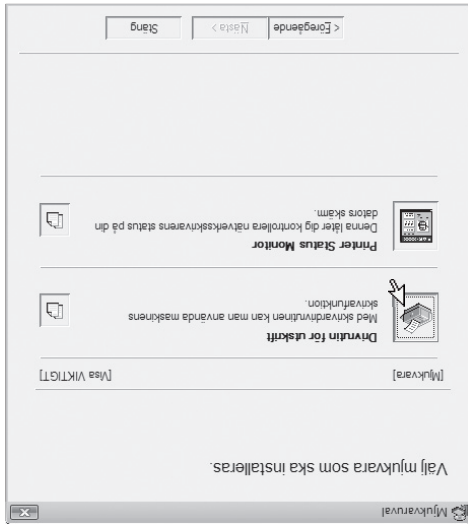 Mjukvaruval
Välj mjukvara som ska installeras.
[Mjukvara] [Visa VIKTIGT]
Drivrutin för utskrift
Med skrivardrivrutinen kan man använda maskinens
skrivarfunktion.
Printer Status Monitor
Denna låter dig kontrollera nätverksskrivarens status på din
dators skärm.
< Föregående Nästa > Stäng